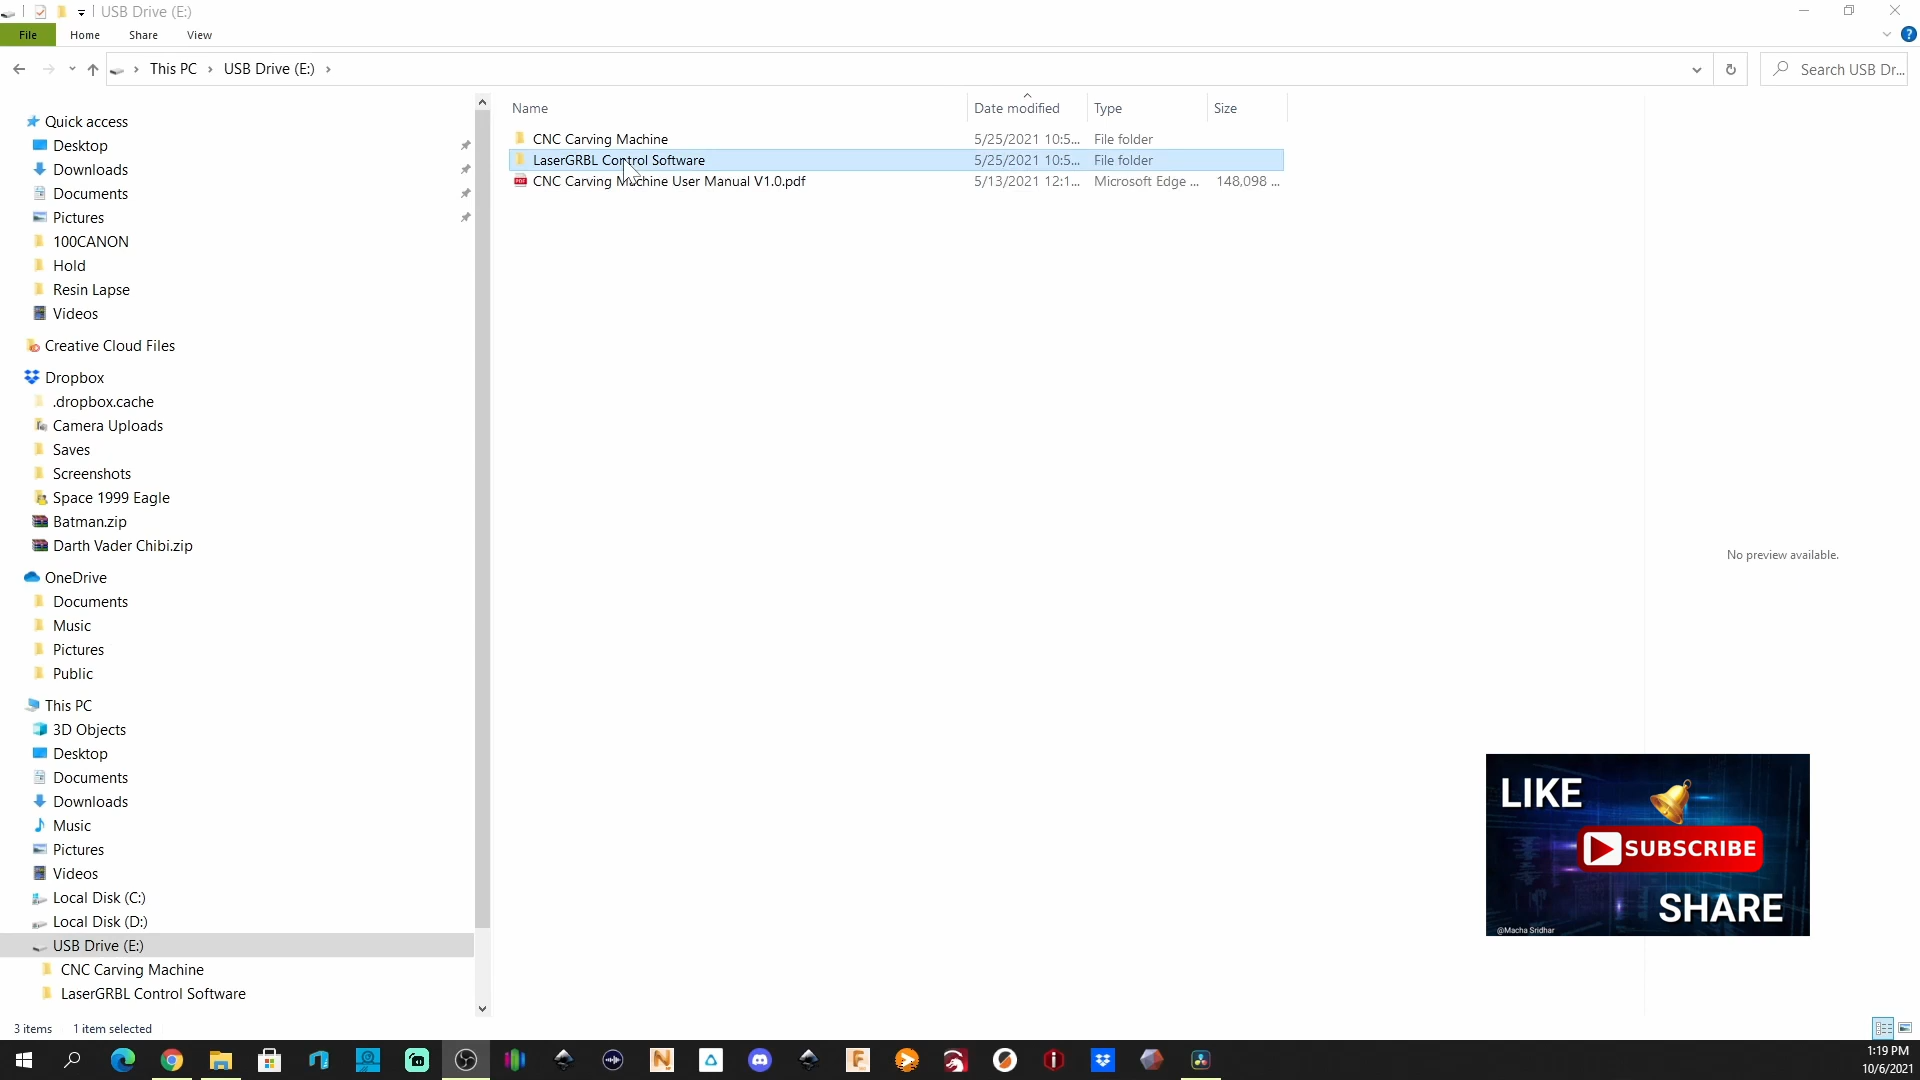 USB Drive (E:)
File Home Share View
This PC USB Drive (E:)
Search USB Dr...
Name Date modified Type Size
CNC Carving Machine 5/25/2021 10:5... File folder
LaserGRBL Control Software 5/25/2021 10:5... File folder
CNC Carving Machine User Manual V1.0.pdf 5/13/2021 12:1... Microsoft Edge ... 148,098 ...
Quick access
Desktop
Downloads
Documents
Pictures
100CANON
Hold
Resin Lapse
Videos
Creative Cloud Files
Dropbox
.dropbox.cache
Camera Uploads
Saves
Screenshots
Space 1999 Eagle
Batman.zip
Darth Vader Chibi.zip
OneDrive
Documents
Music
Pictures
Public
This PC
3D Objects
Desktop
Documents
Downloads
Music
Pictures
Videos
Local Disk (C:)
Local Disk (D:)
USB Drive (E:)
CNC Carving Machine
LaserGRBL Control Software
No preview available.
LIKE
SUBSCRIBE
SHARE
@Macha Sridhar
3 items 1 item selected
1:19 PM
10/6/2021